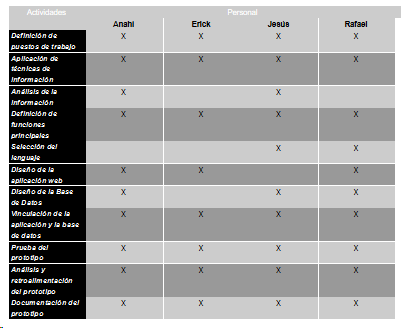 Actividades Personal
Anahí Erick Jesús Rafael
Definición de X X X X
puestos de trabajo
Aplicación de X X X X
técnicas de
información
Análisis de la X X
información
Definición de X X X X
funciones
principales
Selección del X X
lenguaje
Diseño de la X X X
aplicación web
Diseño de la Base X X X
de Datos
Vinculación de la X X X X
aplicación y la base
de datos
Prueba del X X X X
prototipo
Análisis y X X X X
retroalimentación
del prototipo
Documentación del X X X X
prototipo